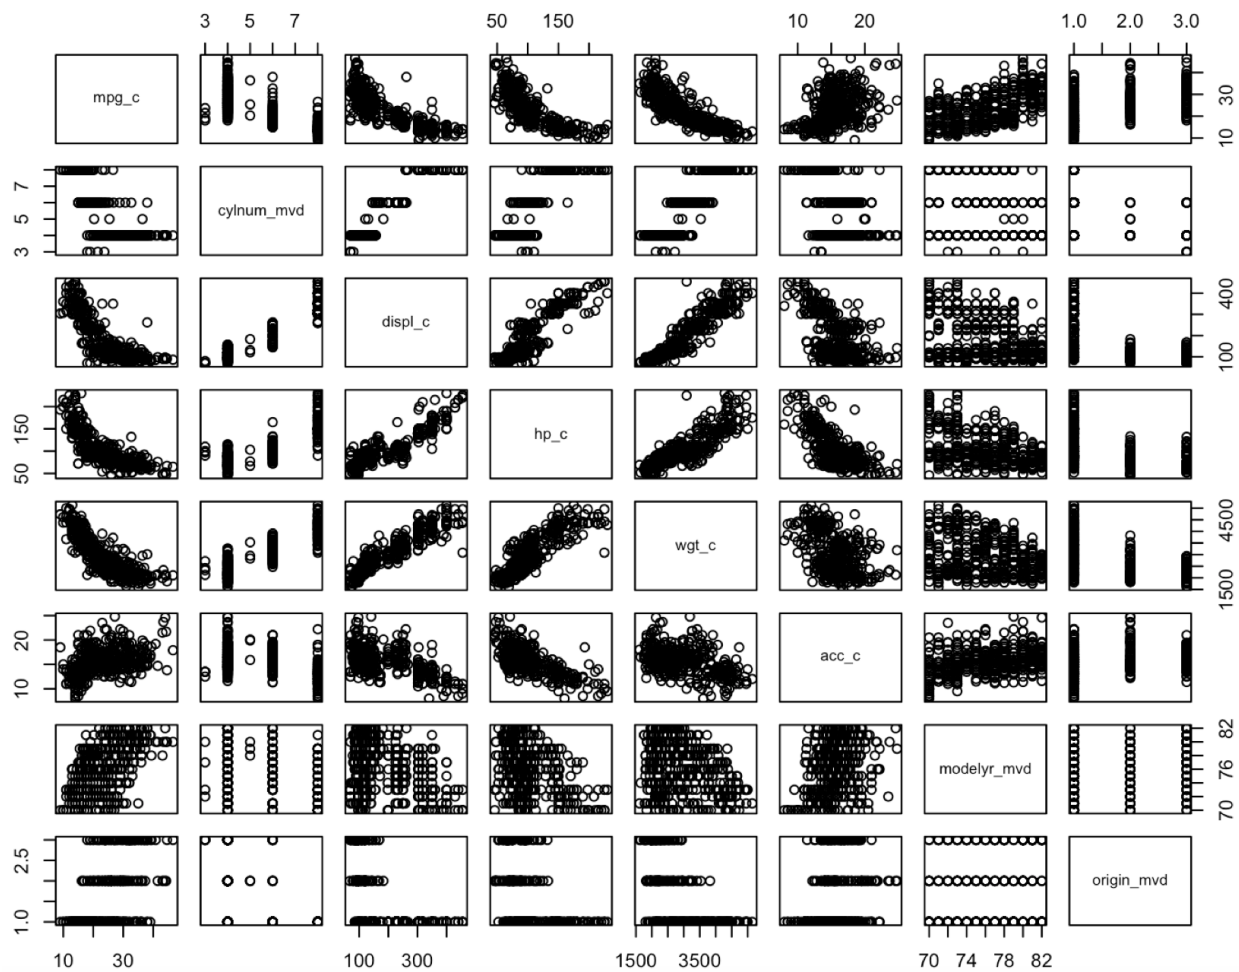 3 5 7 50 150 10 20 1.0 2.0 3.0
mpg_c 10 30
3 5 7 cylnum_mvd
displ_c 100 400
50 150 hp_c
wgt_c 1500 4500
10 20 acc_c
modelyr_mvd 70 76 82
1.0 2.5 origin_mvd
10 30 100 300 1500 3500 70 74 78 82